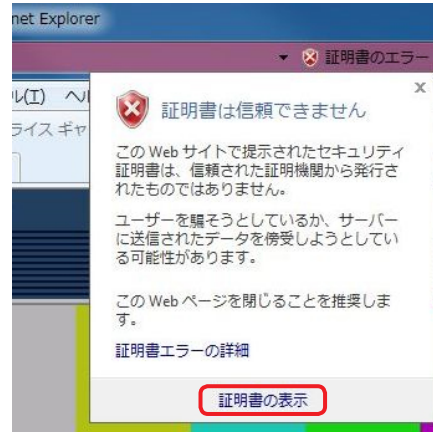 net Explorer
証明書のエラー
ル(I) ヘル
ライス ギャ
x
証明書は信頼できません
この Web サイトで提示されたセキュリティ
証明書は、信頼された証明機関から発行さ
れたものではありません。
ユーザーを騙そうとしているか、サーバー
に送信されたデータを傍受しようとしてい
る可能性があります。
この Web ページを閉じることを推奨しま
す。
証明書エラーの詳細
証明書の表示